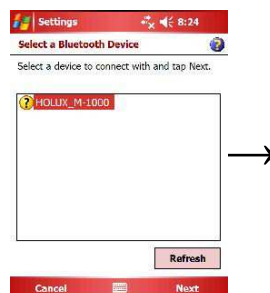 Settings 8:24
Select a Bluetooth Device
Select a device to connect with and tap Next.
HOLUX_M-1000
Refresh
Cancel Next